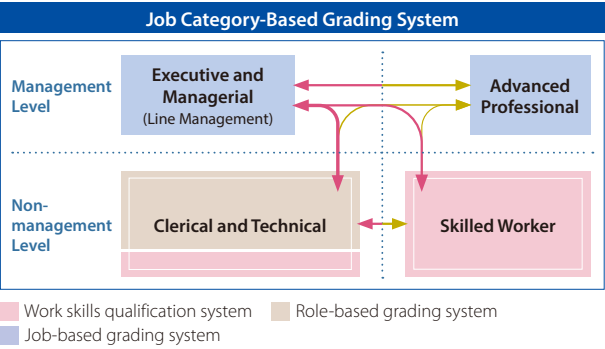 Job Category-Based Grading System
Management
Level
Executive and
Managerial
(Line Management)
Advanced
Professional
Non-
management
Level
Clerical and Technical
Skilled Worker
Work skills qualification system
Role-based grading system
Job-based grading system